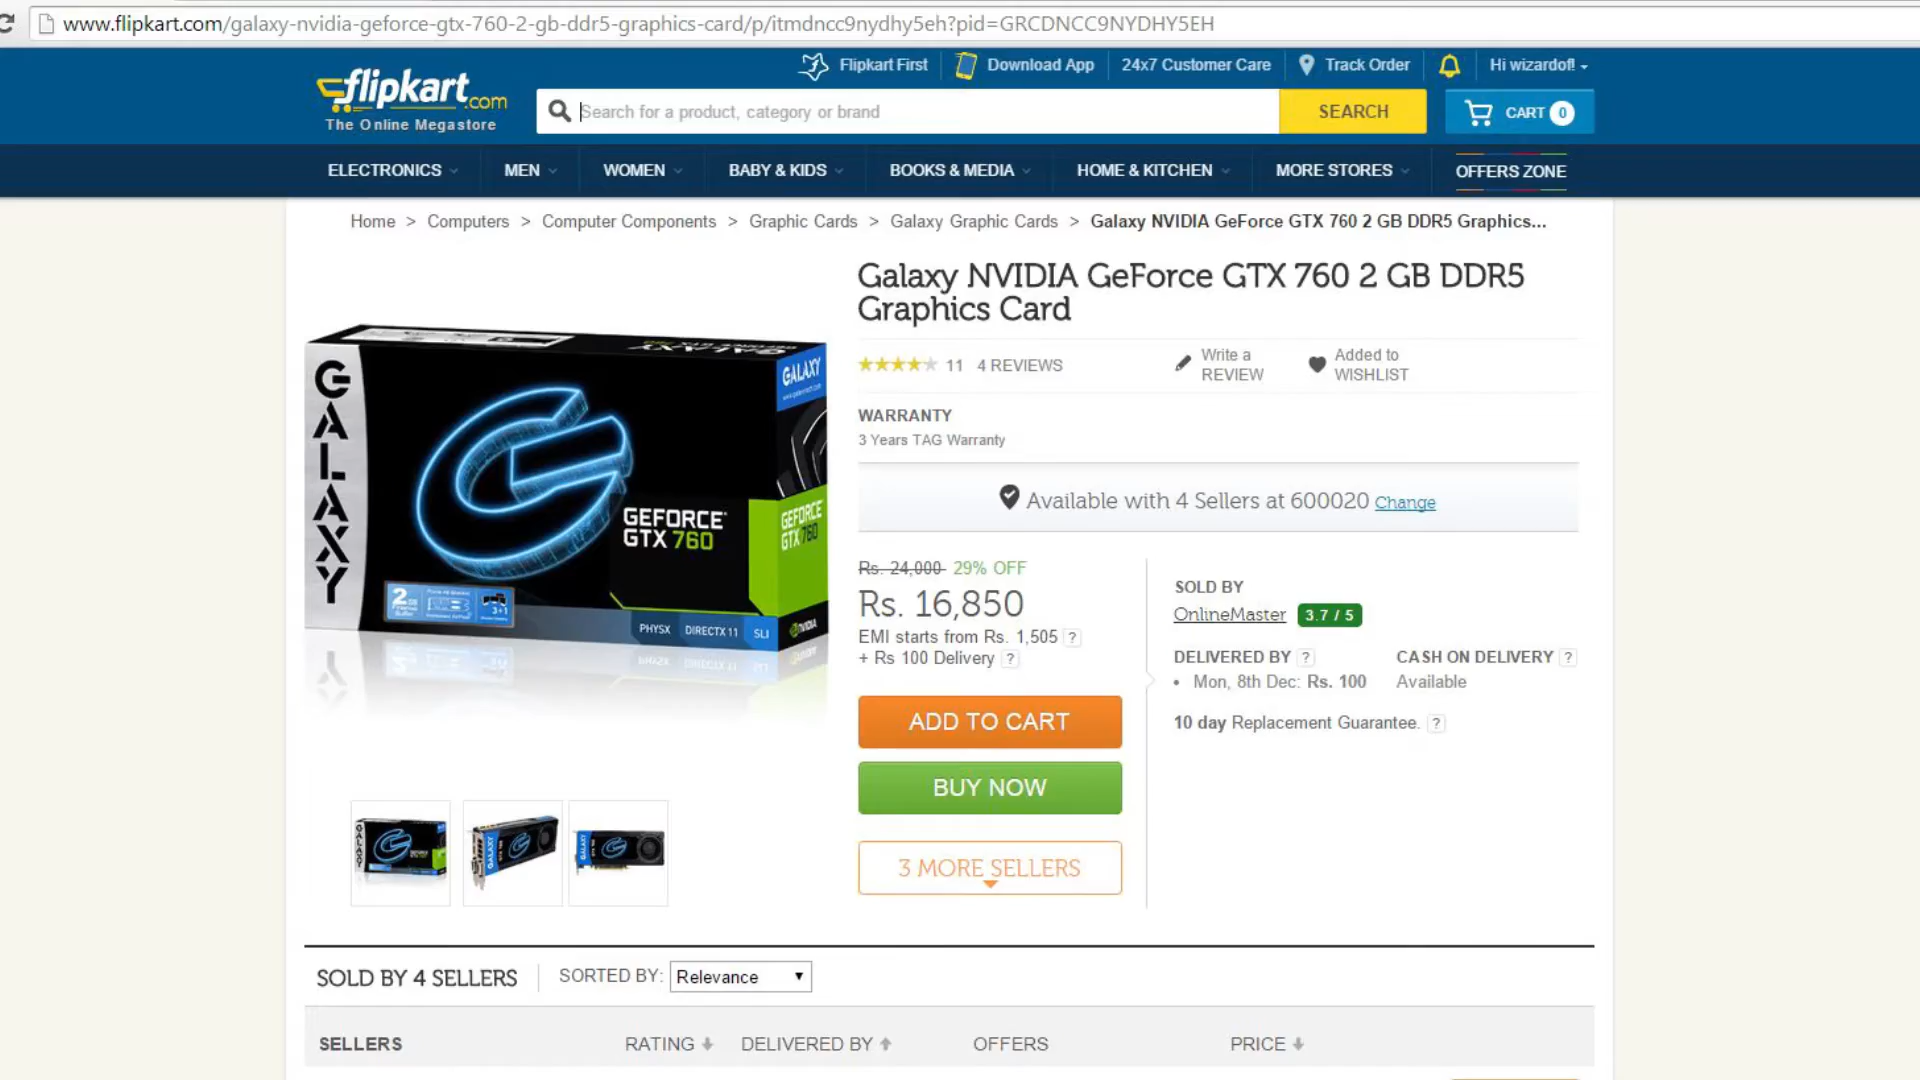 www.flipkart.com/galaxy-nvidia-geforce-gtx-760-2-gb-ddr5-graphics-card/p/itmdncc9nydhy5eh?pid=GRCDNCC9NYDHY5EH
Flipkart First
Download App
24x7 Customer Care
Track Order
Hi wizardof!
flipkart.com
The Online Megastore
Search for a product, category or brand
SEARCH
CART 0
ELECTRONICS
MEN
WOMEN
BABY & KIDS
BOOKS & MEDIA
HOME & KITCHEN
MORE STORES
OFFERS ZONE
Home > Computers > Computer Components > Graphic Cards > Galaxy Graphic Cards > Galaxy NVIDIA GeForce GTX 760 2 GB DDR5 Graphics...
Galaxy NVIDIA GeForce GTX 760 2 GB DDR5
Graphics Card
11 4 REVIEWS
Write a
REVIEW
Added to
WISHLIST
WARRANTY
3 Years TAG Warranty
Available with 4 Sellers at 600020 Change
GALAXY
GALAXY
GEFORCE
GTX 760
GEFORCE
GTX 760
2GB
3+1
PHYSX
DIRECTX 11
SLI
NVIDIA
Rs. 24,000 29% OFF
Rs. 16,850
EMI starts from Rs. 1,505 ?
+ Rs 100 Delivery ?
ADD TO CART
BUY NOW
3 MORE SELLERS
SOLD BY
OnlineMaster 3.7 / 5
DELIVERED BY ?
• Mon, 8th Dec: Rs. 100
CASH ON DELIVERY ?
Available
10 day Replacement Guarantee. ?
SOLD BY 4 SELLERS
SORTED BY: Relevance
SELLERS
RATING
DELIVERED BY
OFFERS
PRICE